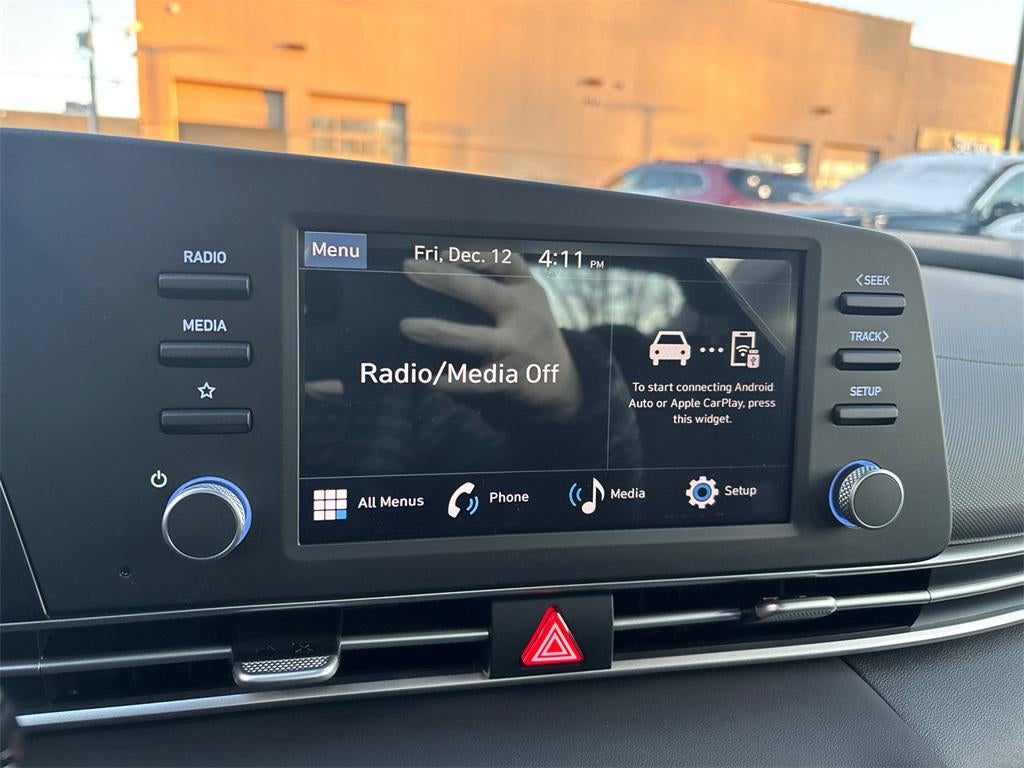 RADIO
MEDIA
Menu
Fri, Dec. 12
4:11 PM
Radio/Media Off
To start connecting Android
Auto or Apple CarPlay, press
this widget.
All Menus
Phone
Media
Setup
<SEEK
TRACK>
SETUP